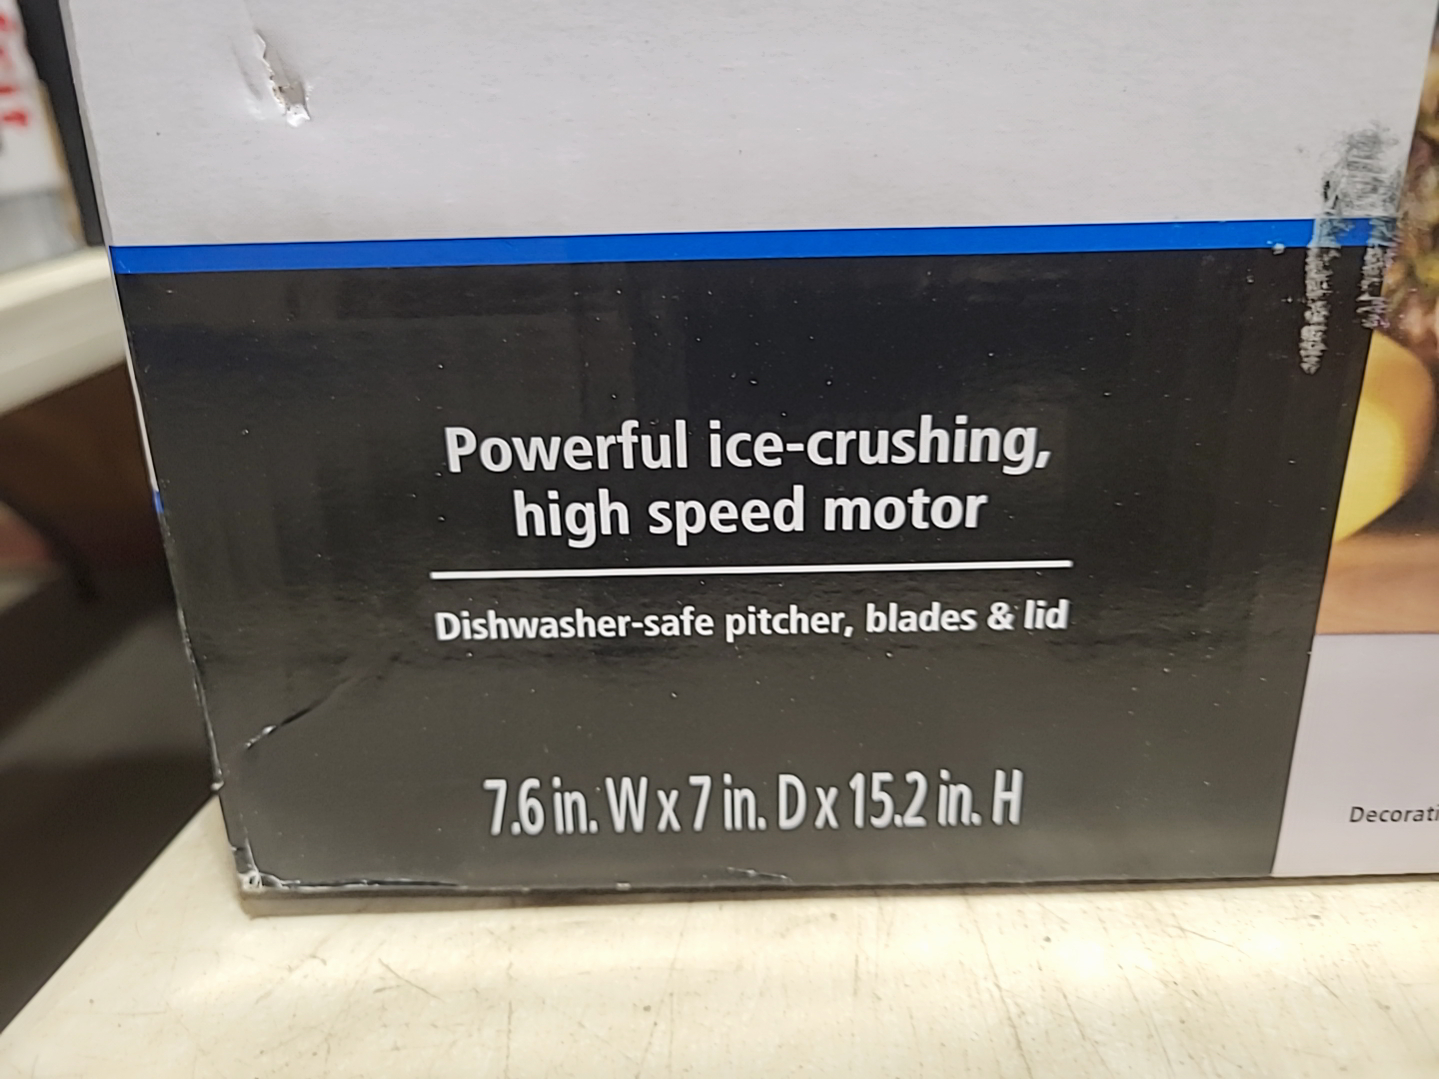 Powerful ice-crushing,
high speed motor
Dishwasher-safe pitcher, blades & lid
7.6 in. W x 7 in. D x 15.2 in. H